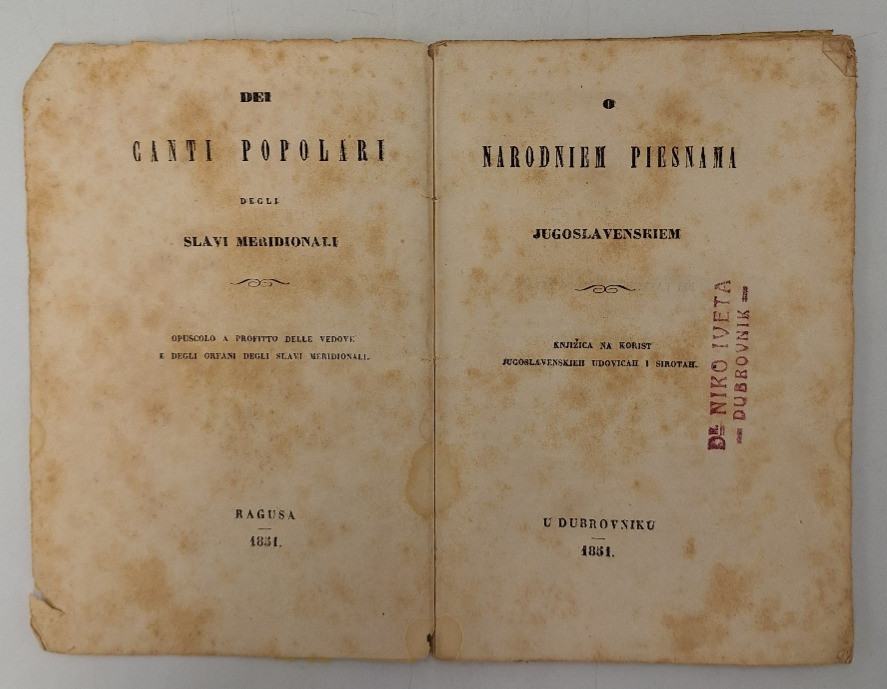 DEI
CANTI POPOLARI
DEGLI
SLAVI MERIDIONALI
OPUSCOLO A PROFITTO DELLE VEDOVE
E DEGLI ORFANI DEGLI SLAVI MERIDIONALI.
RAGUSA
1851.
O
NARODNIEM PIESNAMA
JUGOSLAVENSKIEM
KNJIŽICA NA KORIST
JUGOSLAVENSKIEH UDOVICAH I SIROTAH.
U DUBROVNIKU
1851.
DR. NIKO IVETA
— DUBROVNIK —